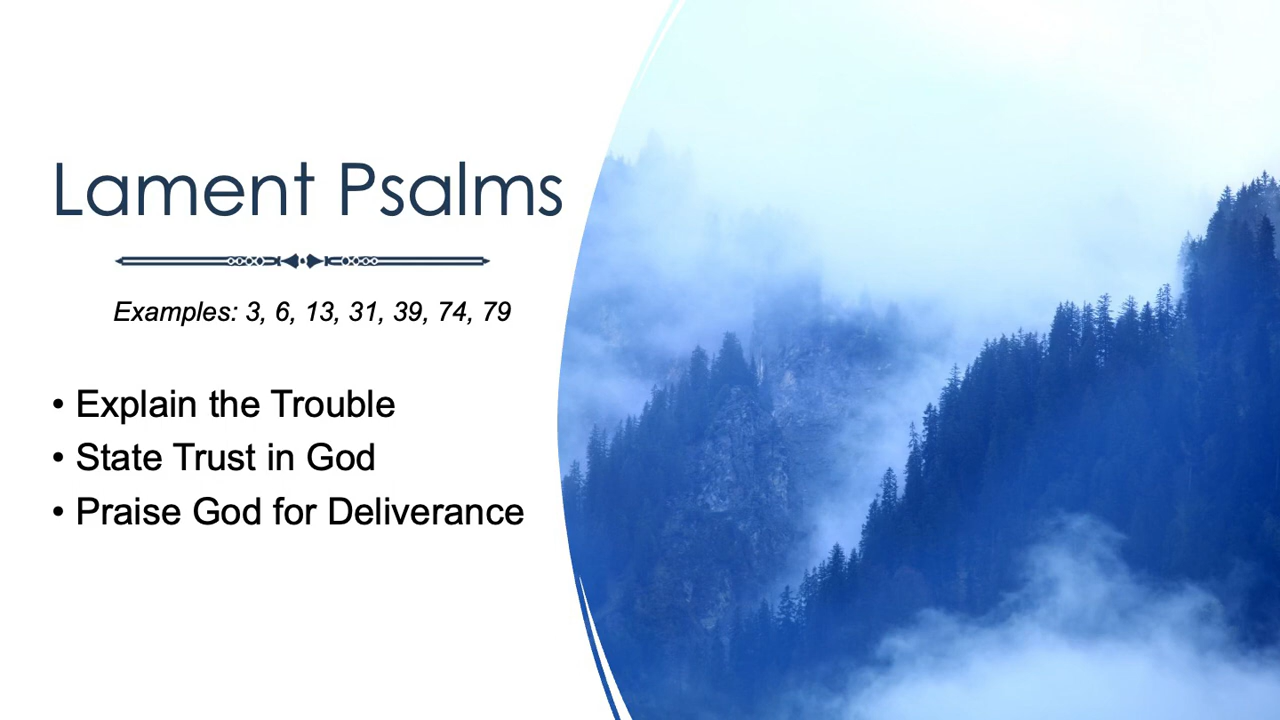 Lament Psalms
Examples: 3, 6, 13, 31, 39, 74, 79
• Explain the Trouble
• State Trust in God
• Praise God for Deliverance